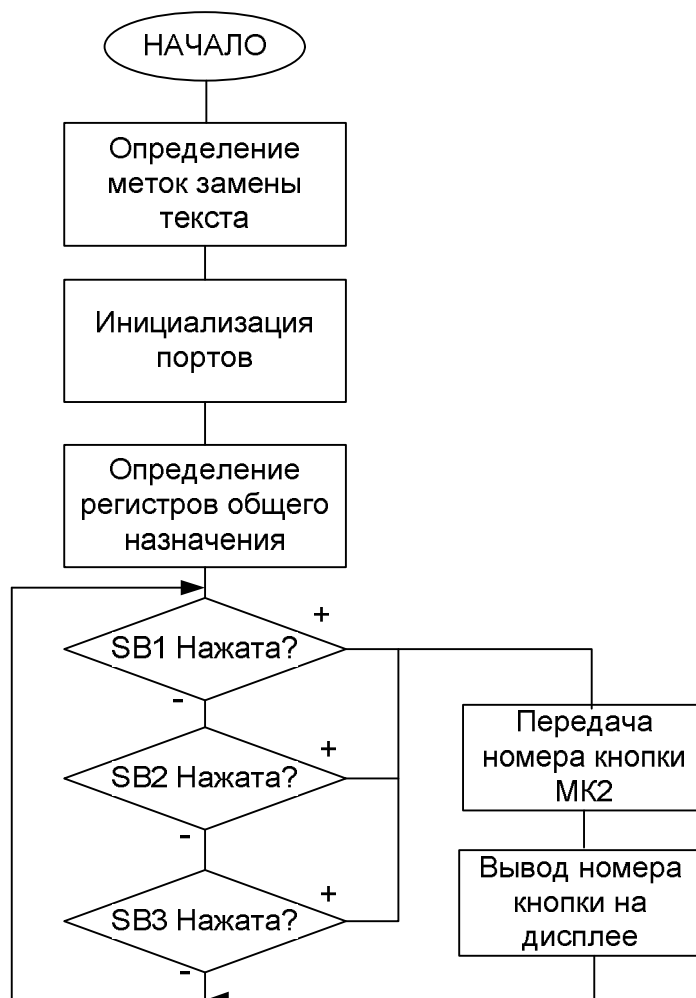 НАЧАЛО
Определение
меток замены
текста
Инициализация
портов
Определение
регистров общего
назначения
+
SB1 Нажата?
-
Передача
номера кнопки
МК2
+
SB2 Нажата?
-
Вывод номера
кнопки на
дисплее
+
SB3 Нажата?
-